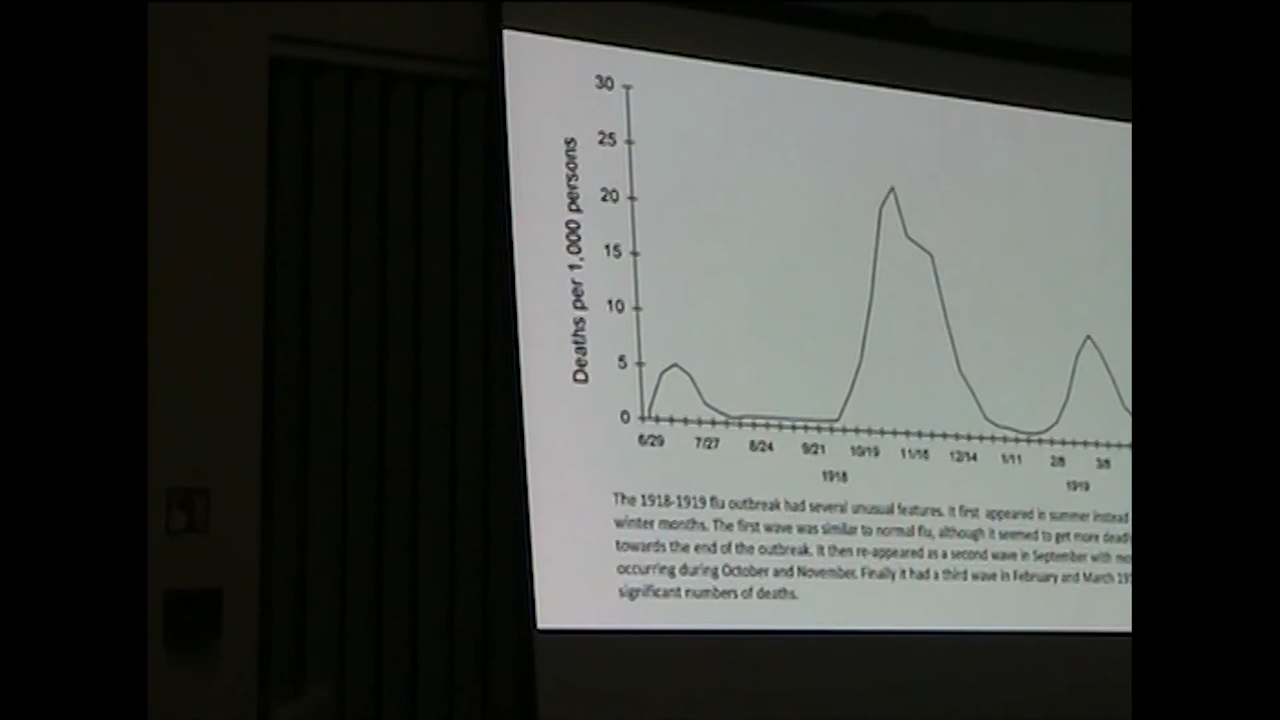 30
25
20
15
10
5
0
Deaths per 1,000 persons
6/29 7/27 8/24 9/21 10/19 11/16 12/14 1/11 2/8 3/8
1918 1919
The 1918-1919 flu outbreak had several unusual features. It first appeared in summer instead
winter months. The first wave was similar to normal flu, although it seemed to get more
towards the end of the outbreak. It then re-appeared as a second wave in September with
occurring during October and November. Finally it had a third wave in February and March
significant numbers of deaths.